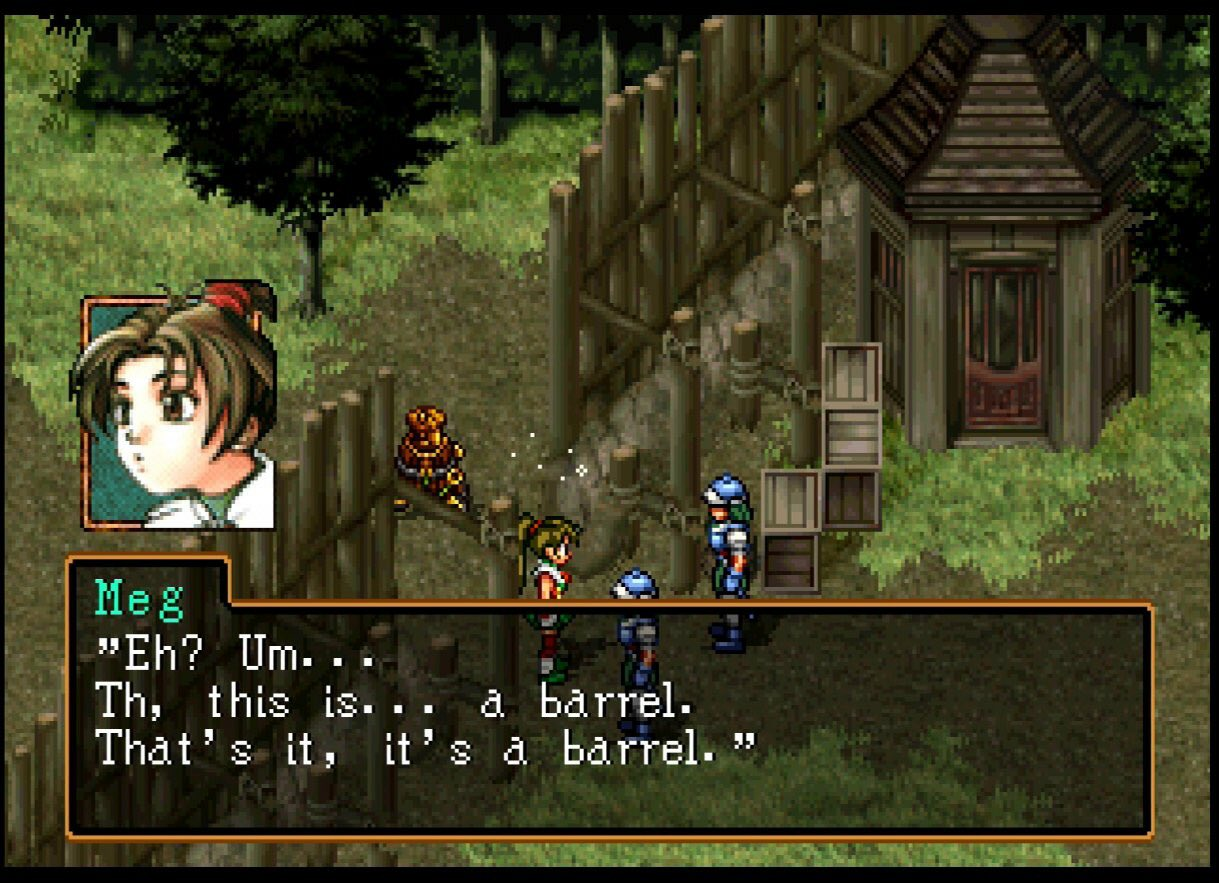 Meg
"Eh? Um...
Th, this is... a barrel.
That's it, it's a barrel."